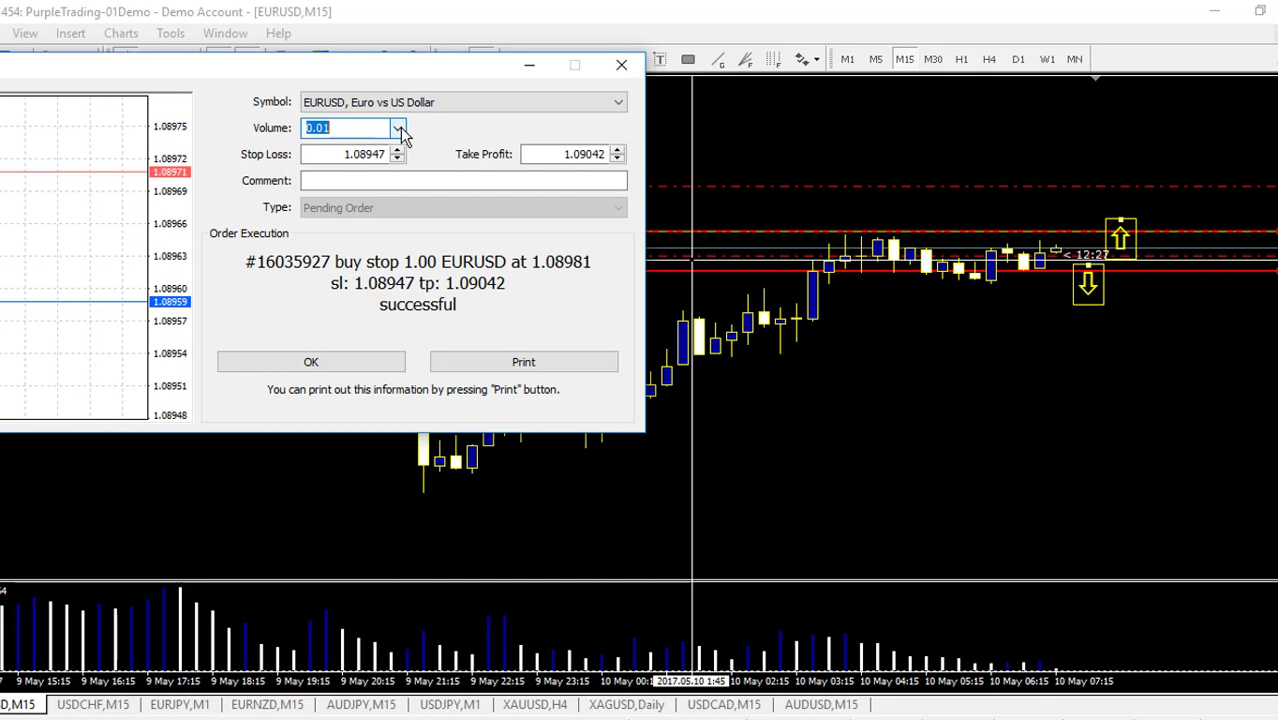 454: PurpleTrading-01Demo - Demo Account - [EURUSD,M15]
View Insert Charts Tools Window Help
T M1 M5 M15 M30 H1 H4 D1 W1 MN
Symbol: EURUSD, Euro vs US Dollar
Volume: 0.01
Stop Loss: 1.08947 Take Profit: 1.09042
Comment:
Type: Pending Order
Order Execution
#16035927 buy stop 1.00 EURUSD at 1.08981
sl: 1.08947 tp: 1.09042
successful
OK Print
You can print out this information by pressing "Print" button.
1.08975
1.08972
1.08971
1.08969
1.08966
1.08963
1.08960
1.08959
1.08957
1.08954
1.08951
1.08948
< 12:27
9 May 15:15 9 May 16:15 9 May 17:15 9 May 18:15 9 May 19:15 9 May 20:15 9 May 21:15 9 May 22:15 9 May 23:15 10 May 00:1 2017.05.10 1:45 10 May 02:15 10 May 03:15 10 May 04:15 10 May 05:15 10 May 06:15 10 May 07:15
D,M15 USDCHF,M15 EURJPY,M1 EURNZD,M15 AUDJPY,M15 USDJPY,M1 XAUUSD,H4 XAGUSD,Daily USDCAD,M15 AUDUSD,M15